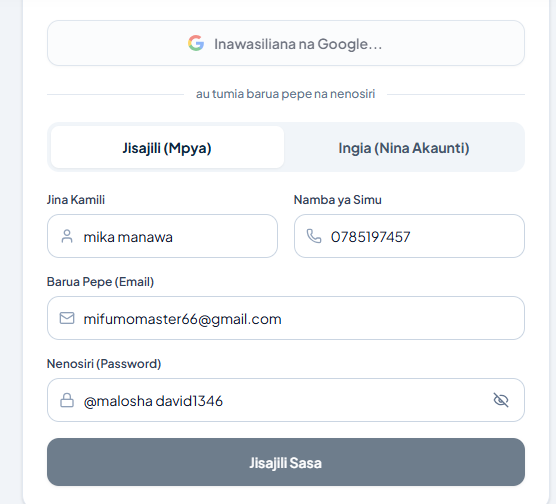 Inawasiliana na Google...
au tumia barua pepe na nenosiri
Jisajili (Mpya) Ingia (Nina Akaunti)
Jina Kamili Namba ya Simu
mika manawa 0785197457
Barua Pepe (Email)
mifumomaster66@gmail.com
Nenosiri (Password)
@malosha david1346
Jisajili Sasa